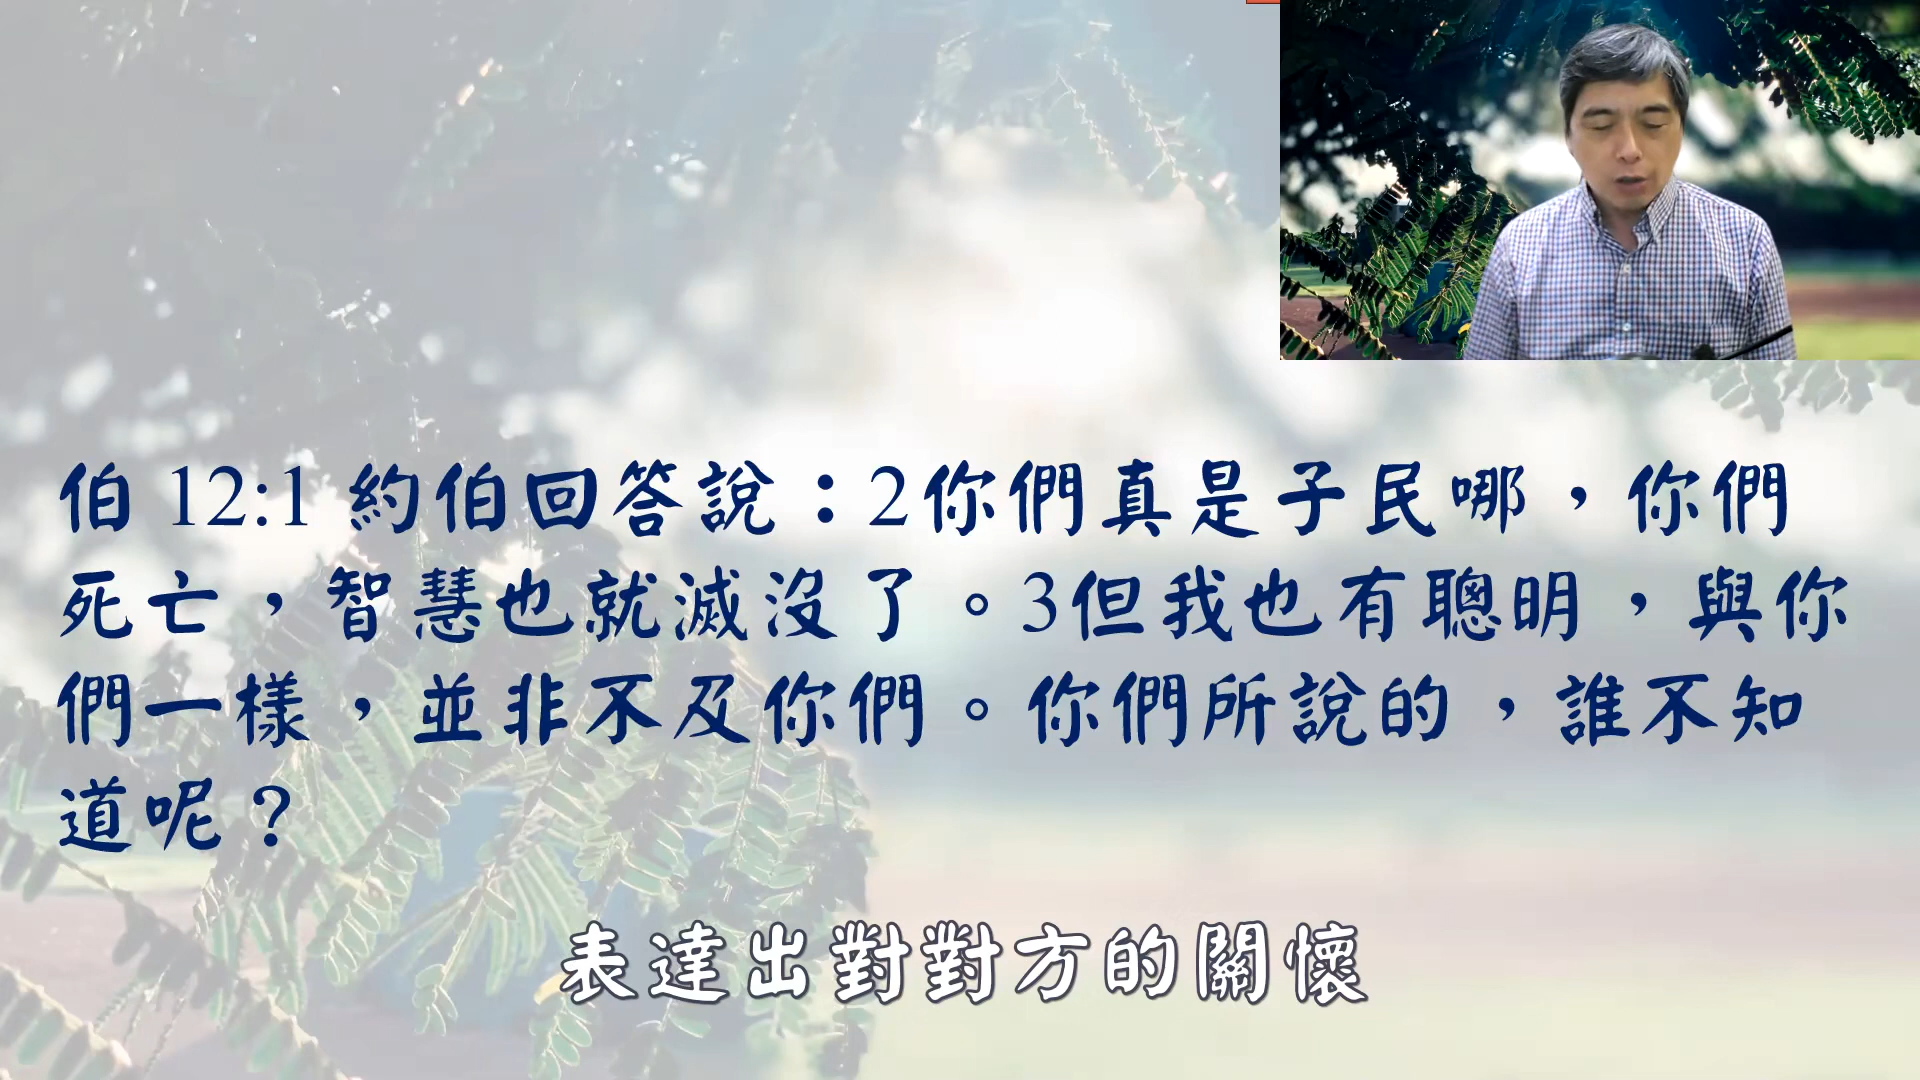 伯 12:1 約伯回答說：2你們真是子民哪，你們
死亡，智慧也就滅沒了。3但我也有聰明，與你
們一樣，並非不及你們。你們所說的，誰不知
道呢？
表達出對對方的關懷